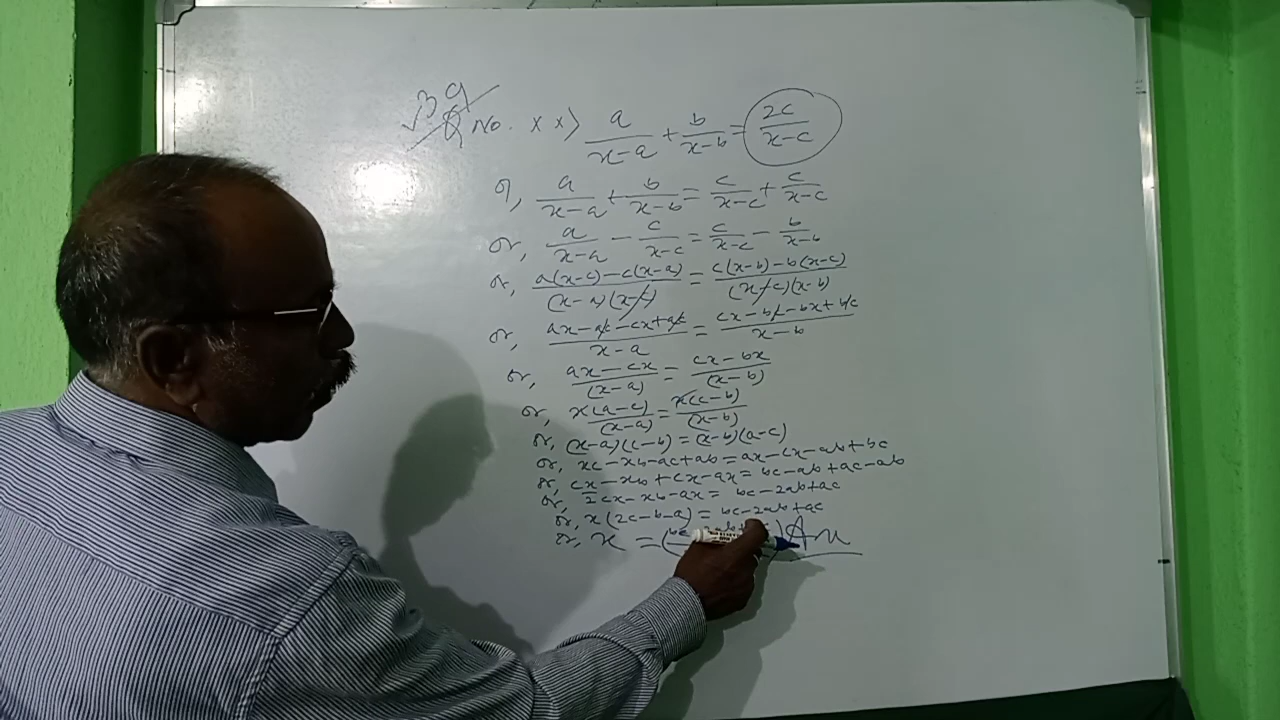 Q No. xx) a/(x-a) + b/(x-b) = 2c/(x-c)
or, a/(x-a) + b/(x-b) = c/(x-c) + c/(x-c)
or, a/(x-a) - c/(x-c) = c/(x-c) - b/(x-b)
or, (a(x-c)-c(x-a))/((x-a)(x-c)) = (c(x-b)-b(x-c))/((x-c)(x-b))
or, (ax-ac-cx+ac)/(x-a) = (cx-bc-bx+bc)/(x-b)
or, (ax-cx)/(x-a) = (cx-bx)/(x-b)
or, x(a-c)/(x-a) = x(c-b)/(x-b)
or, (x-a)(c-b) = (x-b)(a-c)
or, xc-xb-ac+ab = ax-cx-ab+bc
or, cx-xb+cx-ax = bc-ab+ac-ab
or, 2cx-xb-ax = bc-2ab+ac
or, x(2c-b-a) = bc-2ab+ac
or, x = ( ) Ans